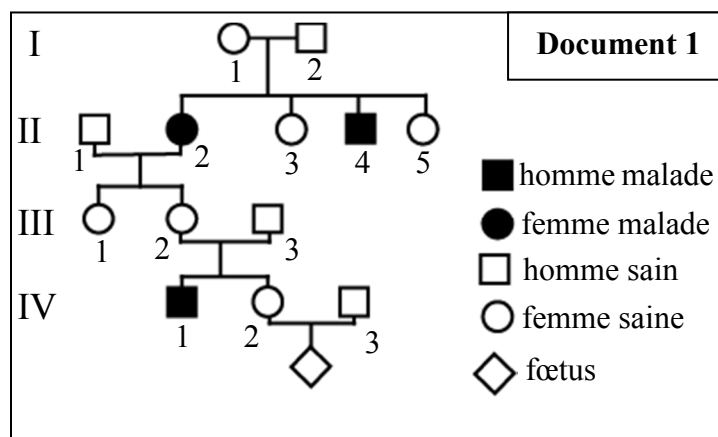 Document 1
I
1 2
II
1 2 3 4 5
III
1 2 3
IV
1 2 3
homme malade
femme malade
homme sain
femme saine
fœtus